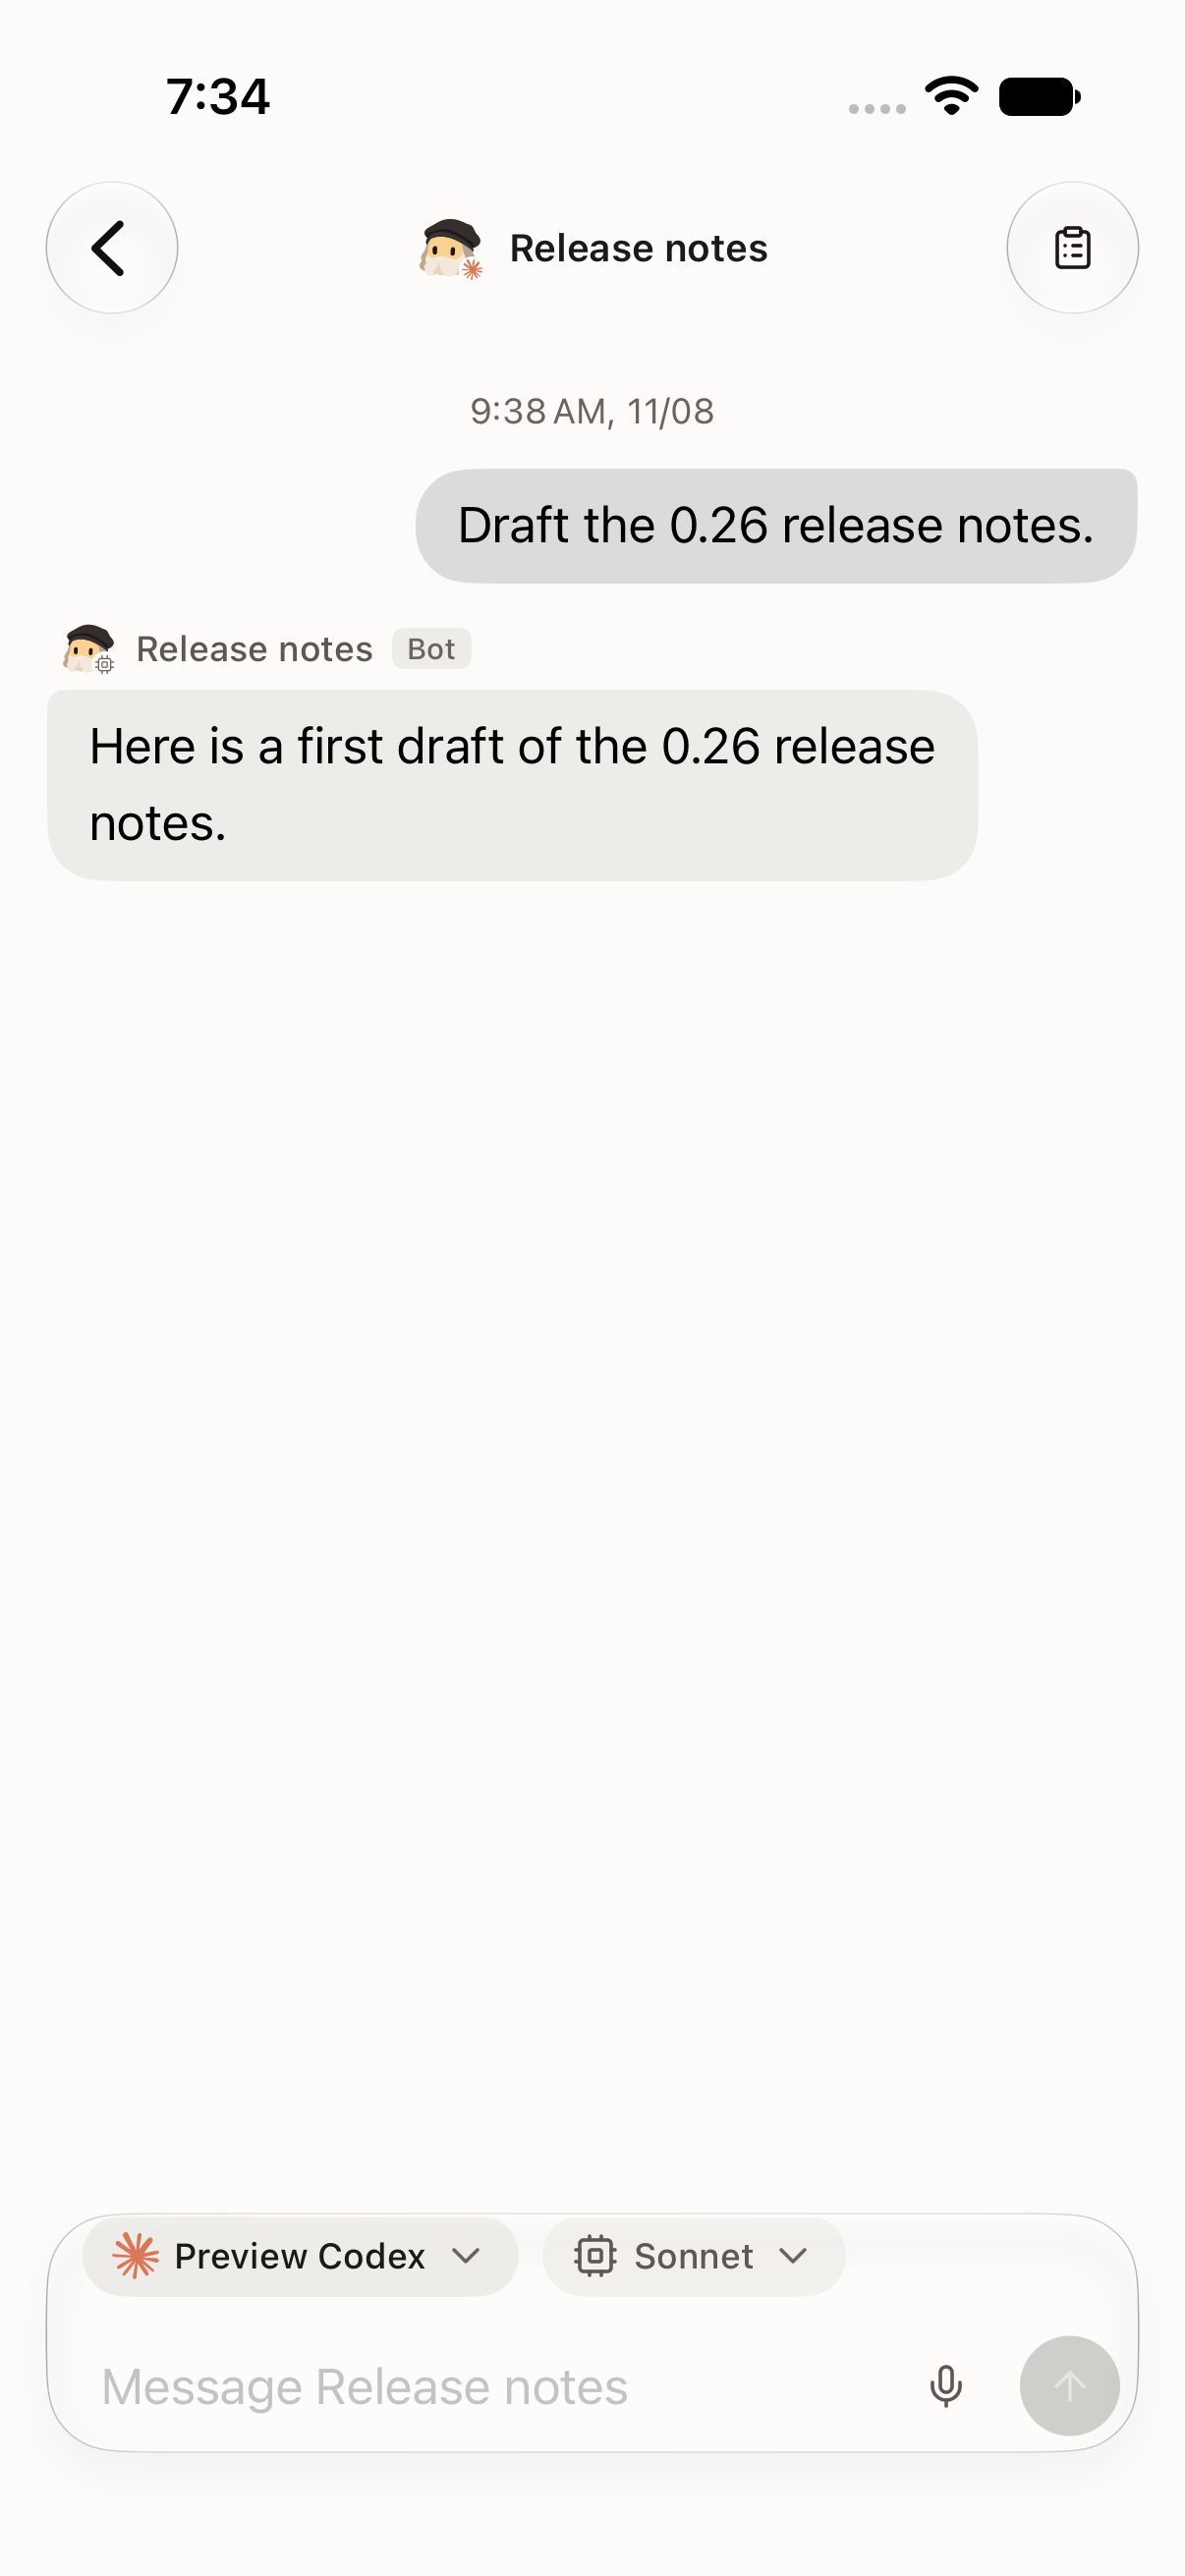 7:34
Release notes
9:38 AM, 11/08
Draft the 0.26 release notes.
Release notes Bot
Here is a first draft of the 0.26 release
notes.
Preview Codex Sonnet
Message Release notes